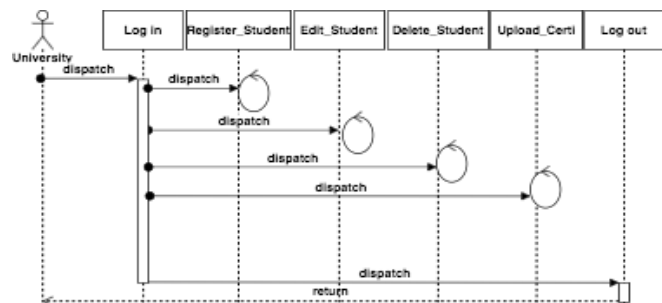 Log in Register_Student Edit_Student Delete_Student Upload_Certi Log out
University
dispatch
dispatch
dispatch
dispatch
dispatch
dispatch
return